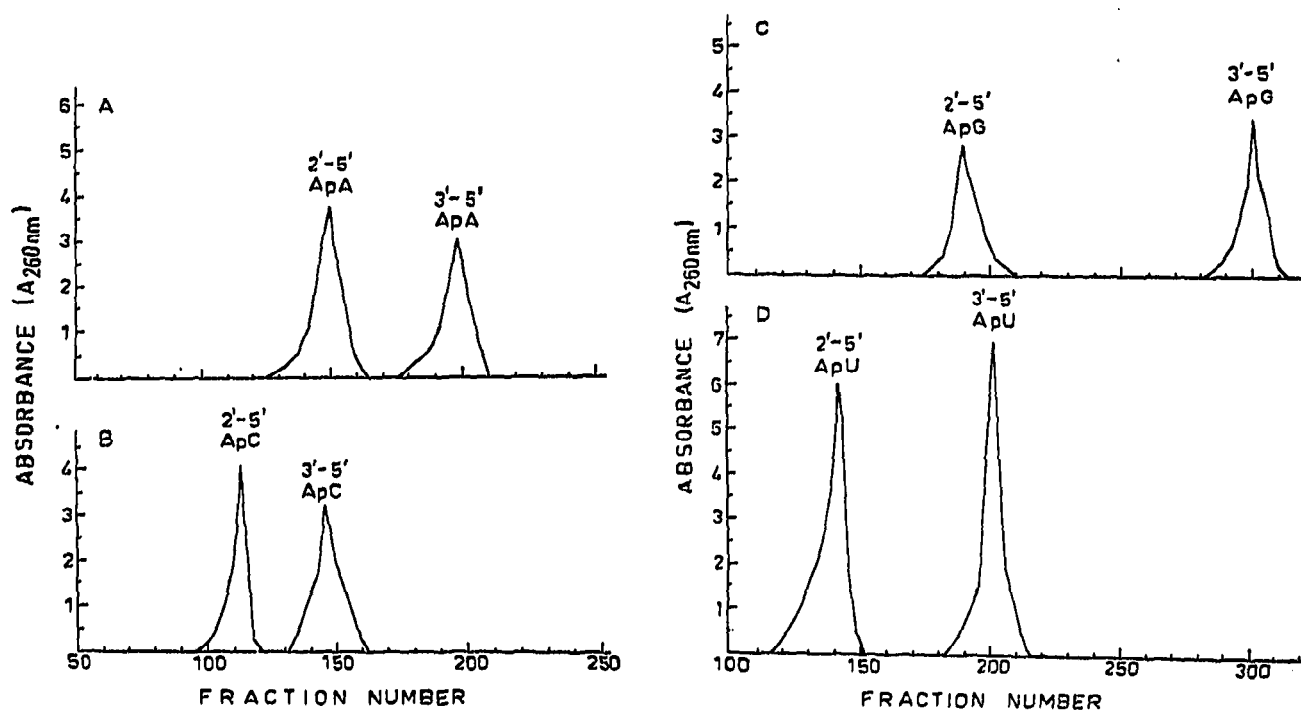 A
6
5
4
3
2
1
2'-5'
ApA
3'-5'
ApA
ABSORBANCE (A260nm)
B
4
3
2
1
2'-5'
ApC
3'-5'
ApC
50 100 150 200 250
FRACTION NUMBER
C
5
4
3
2
1
2'-5'
ApG
3'-5'
ApG
ABSORBANCE (A260nm)
D
7
6
5
4
3
2
1
2'-5'
ApU
3'-5'
ApU
100 150 200 250 300
FRACTION NUMBER